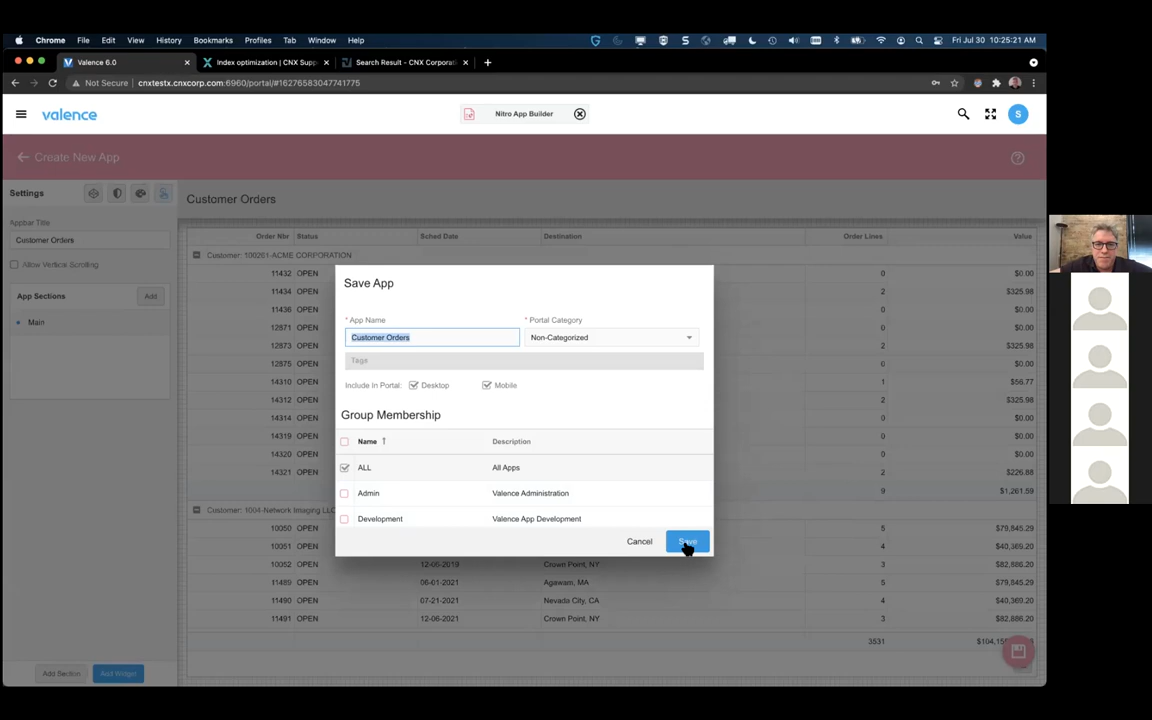 Chrome File Edit View History Bookmarks Profiles Tab Window Help Fri Jul 30 10:25:21 AM
Valence 6.0 Index optimization | CNX Supp Search Result - CNX Corporati
Not Secure cnxtestx.cnxcorp.com:6960/portal/#16276583047741775
valence Nitro App Builder S
Create New App
Settings Customer Orders
Appbar Title
Customer Orders
Order Nbr Status Sched Date Destination Order Lines Value
Customer: 100261-ACME CORPORATION
Allow Vertical Scrolling
11432 OPEN 0 $0.00
App Sections Add
11434 OPEN 2 $325.98
11436 OPEN 0 $0.00
Main
12871 OPEN 0 $0.00
12873 OPEN 2 $325.98
12875 OPEN 0 $0.00
14310 OPEN 1 $56.77
14312 OPEN 2 $325.98
14314 OPEN 0 $0.00
14319 OPEN 0 $0.00
14320 OPEN 0 $0.00
14321 OPEN 2 $226.88
9 $1,261.59
Customer: 1004-Network Imaging LLC
10050 OPEN 5 $79,845.29
10051 OPEN 4 $40,369.20
10052 OPEN 12-05-2019 Crown Point, NY 3 $82,886.20
11489 OPEN 06-01-2021 Agawam, MA 5 $79,845.29
11490 OPEN 07-21-2021 Nevada City, CA 4 $40,369.20
11491 OPEN 12-06-2021 Crown Point, NY 3 $82,886.20
3531
Add Section Add Widget
Save App
* App Name * Portal Category
Customer Orders Non-Categorized
Tags
Include In Portal: Desktop Mobile
Group Membership
Name Description
ALL All Apps
Admin Valence Administration
Development Valence App Development
Cancel Save